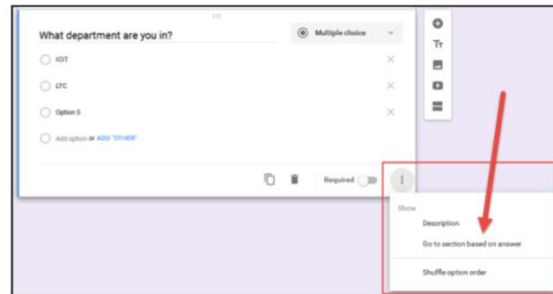 What department are you in?
Multiple choice
ICIT
LTC
Option 3
Add option or ADD "OTHER"
Required
Show
Description
Go to section based on answer
Shuffle option order
Tт